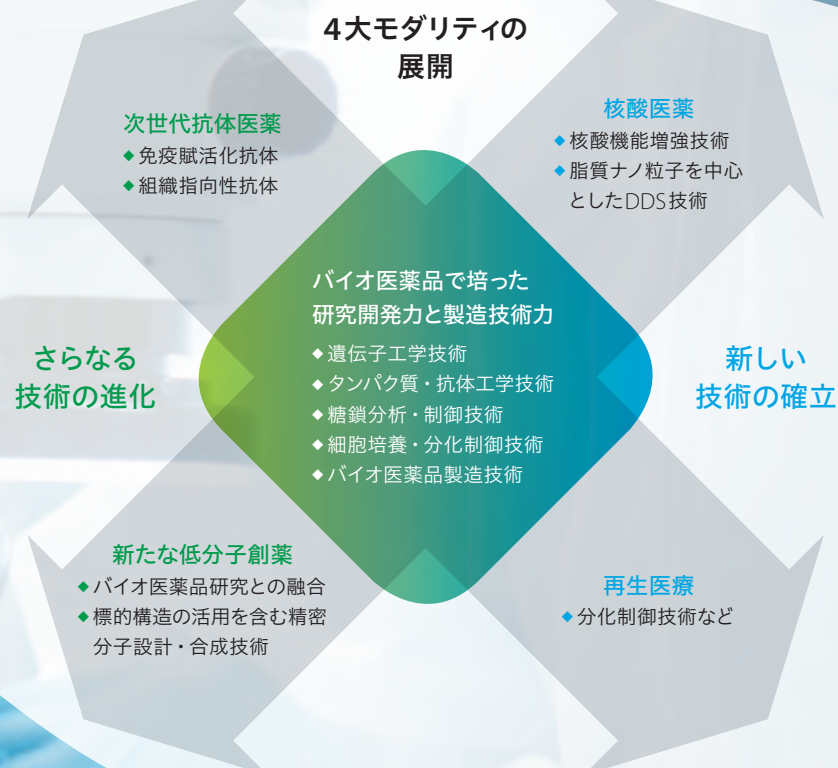 4大モダリティの
展開
次世代抗体医薬
◆免疫賦活化抗体
◆組織指向性抗体
核酸医薬
◆核酸機能増強技術
◆脂質ナノ粒子を中心
としたDDS技術
バイオ医薬品で培った
研究開発力と製造技術力
◆遺伝子工学技術
◆タンパク質・抗体工学技術
◆糖鎖分析・制御技術
◆細胞培養・分化制御技術
◆バイオ医薬品製造技術
さらなる
技術の進化
新しい
技術の確立
新たな低分子創薬
◆バイオ医薬品研究との融合
◆標的構造の活用を含む精密
分子設計・合成技術
再生医療
◆分化制御技術など